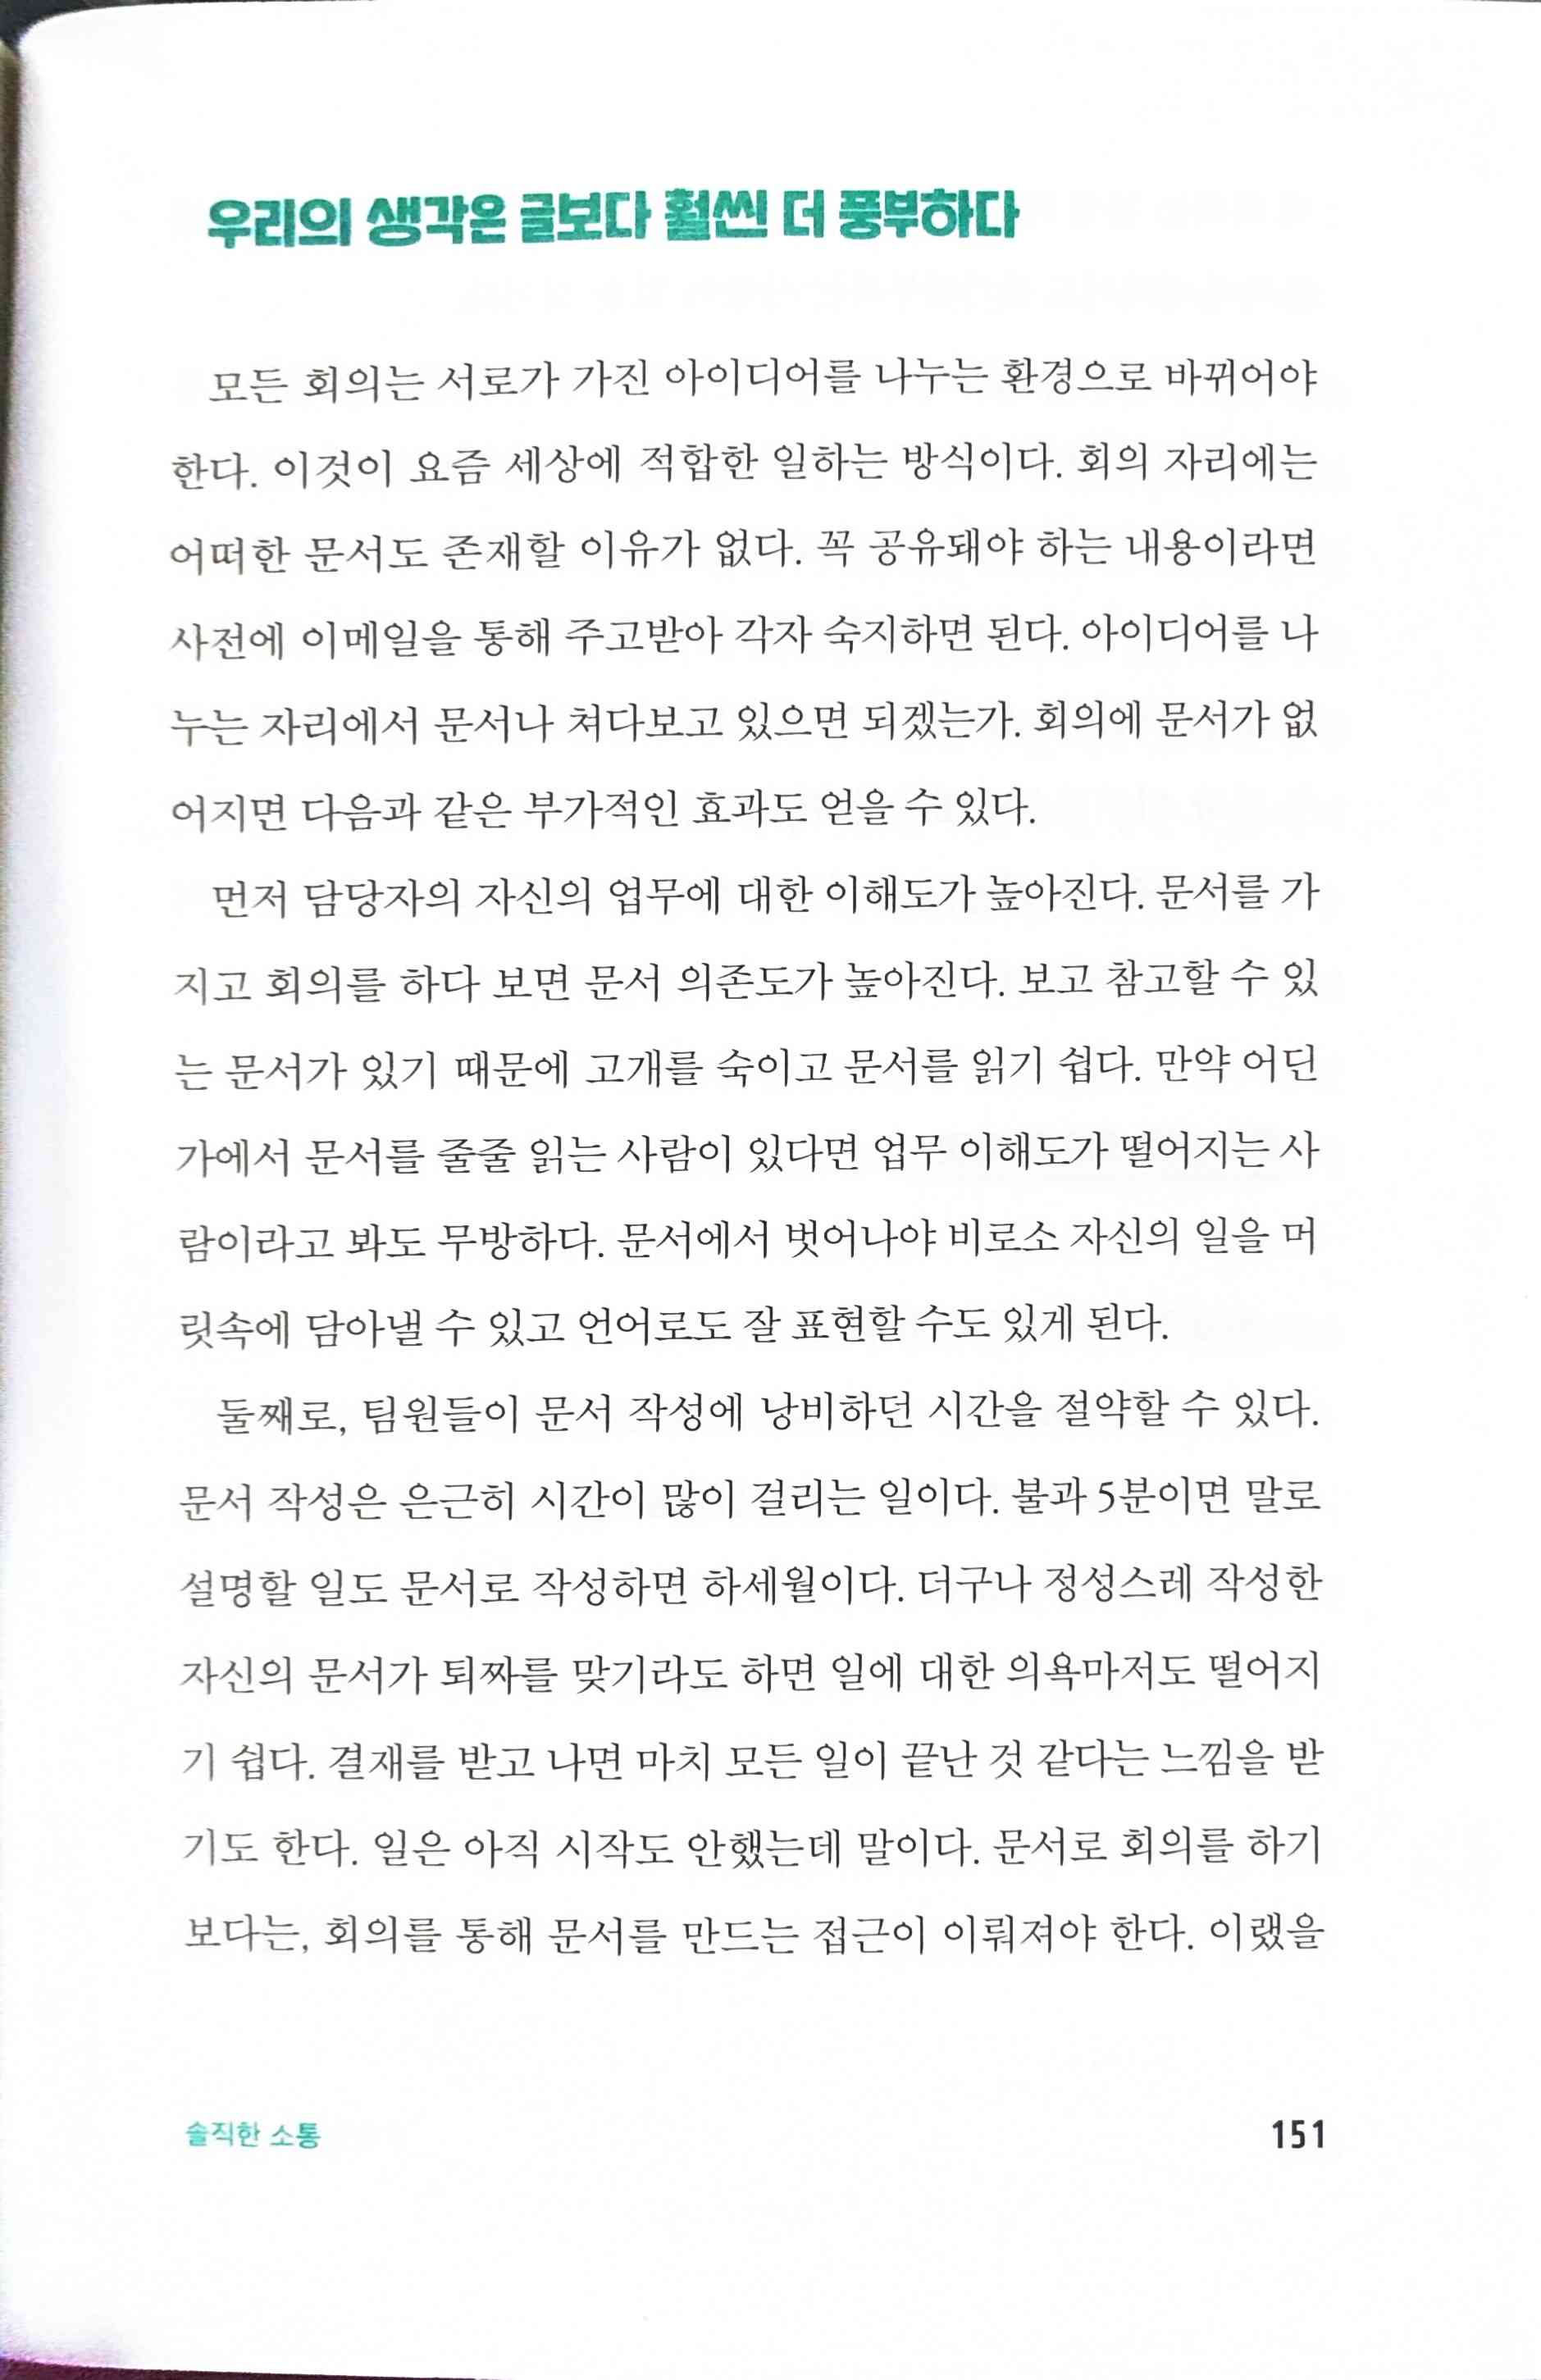 우리의 생각은 글보다 훨씬 더 풍부하다
모든 회의는 서로가 가진 아이디어를 나누는 환경으로 바뀌어야
한다. 이것이 요즘 세상에 적합한 일하는 방식이다. 회의 자리에는
어떠한 문서도 존재할 이유가 없다. 꼭 공유돼야 하는 내용이라면
사전에 이메일을 통해 주고받아 각자 숙지하면 된다. 아이디어를 나
누는 자리에서 문서나 쳐다보고 있으면 되겠는가. 회의에 문서가 없
어지면 다음과 같은 부가적인 효과도 얻을 수 있다.
먼저 담당자의 자신의 업무에 대한 이해도가 높아진다. 문서를 가
지고 회의를 하다 보면 문서 의존도가 높아진다. 보고 참고할 수 있
는 문서가 있기 때문에 고개를 숙이고 문서를 읽기 쉽다. 만약 어딘
가에서 문서를 줄줄 읽는 사람이 있다면 업무 이해도가 떨어지는 사
람이라고 봐도 무방하다. 문서에서 벗어나야 비로소 자신의 일을 머
릿속에 담아낼 수 있고 언어로도 잘 표현할 수도 있게 된다.
둘째로, 팀원들이 문서 작성에 낭비하던 시간을 절약할 수 있다.
문서 작성은 은근히 시간이 많이 걸리는 일이다. 불과 5분이면 말로
설명할 일도 문서로 작성하면 하세월이다. 더구나 정성스레 작성한
자신의 문서가 퇴짜를 맞기라도 하면 일에 대한 의욕마저도 떨어지
기 쉽다. 결재를 받고 나면 마치 모든 일이 끝난 것 같다는 느낌을 받
기도 한다. 일은 아직 시작도 안했는데 말이다. 문서로 회의를 하기
보다는, 회의를 통해 문서를 만드는 접근이 이뤄져야 한다. 이랬을
솔직한 소통
151